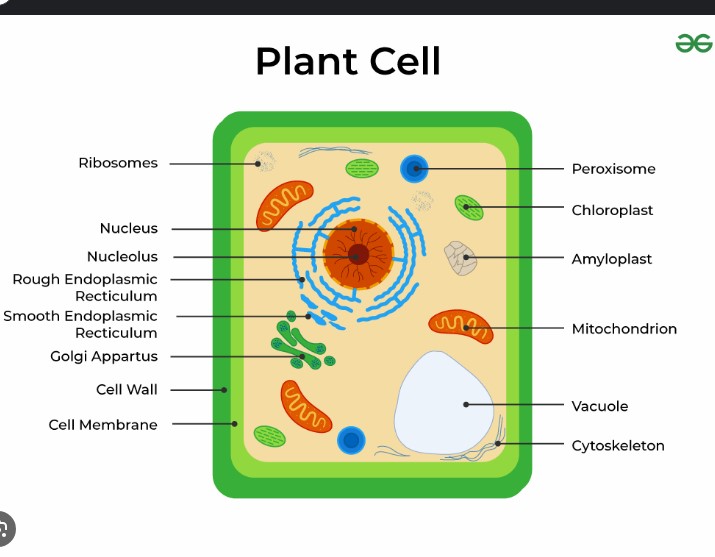 Plant Cell
Ribosomes
Nucleus
Nucleolus
Rough Endoplasmic
Recticulum
Smooth Endoplasmic
Recticulum
Golgi Appartus
Cell Wall
Cell Membrane
Peroxisome
Chloroplast
Amyloplast
Mitochondrion
Vacuole
Cytoskeleton